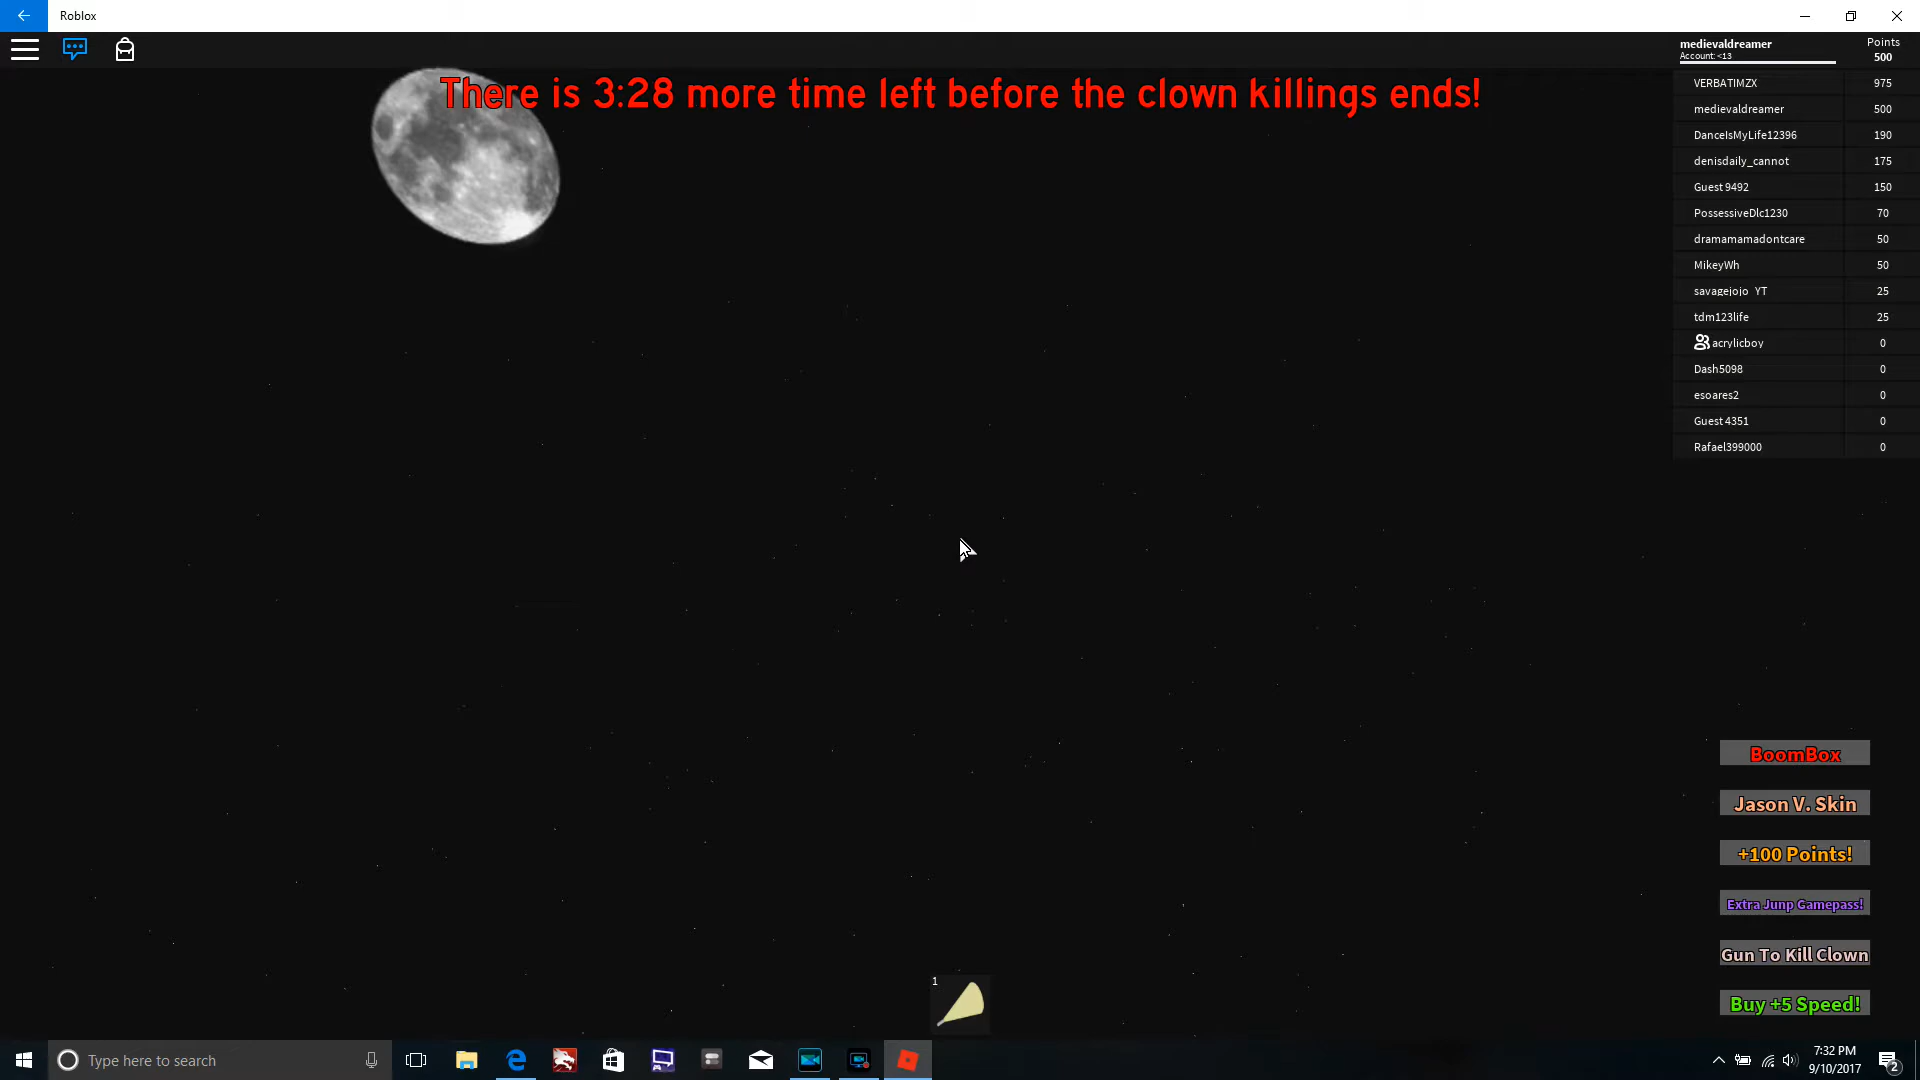 Roblox
medievaldreamer
Account: <13
Points
500
There is 3:28 more time left before the clown killings ends!
VERBATIMZX 975
medievaldreamer 500
DanceIsMyLife12396 190
denisdaily_cannot 175
Guest 9492 150
PossessiveDlc1230 70
dramamamadontcare 50
MikeyWh 50
savagejojo_YT 25
tdm123life 25
acrylicboy 0
Dash5098 0
esoares2 0
Guest 4351 0
Rafael399000 0
BoomBox
Jason V. Skin
+100 Points!
Extra Junp Gamepass!
Gun To Kill Clown
Buy +5 Speed!
1
Type here to search
7:32 PM
9/10/2017
2